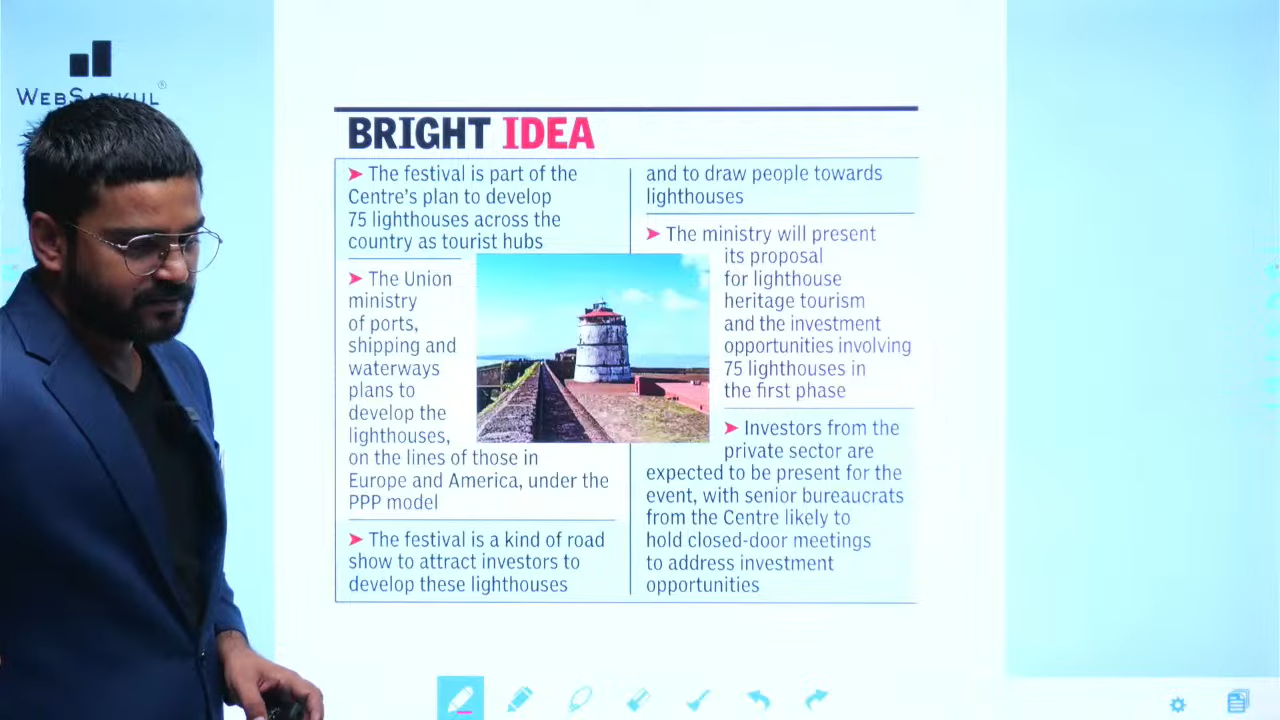 WEBSANKUL
®
BRIGHT IDEA
➤ The festival is part of the
Centre's plan to develop
75 lighthouses across the
country as tourist hubs
➤ The Union
ministry
of ports,
shipping and
waterways
plans to
develop the
lighthouses,
on the lines of those in
Europe and America, under the
PPP model
➤ The festival is a kind of road
show to attract investors to
develop these lighthouses
and to draw people towards
lighthouses
➤ The ministry will present
its proposal
for lighthouse
heritage tourism
and the investment
opportunities involving
75 lighthouses in
the first phase
➤ Investors from the
private sector are
expected to be present for the
event, with senior bureaucrats
from the Centre likely to
hold closed-door meetings
to address investment
opportunities